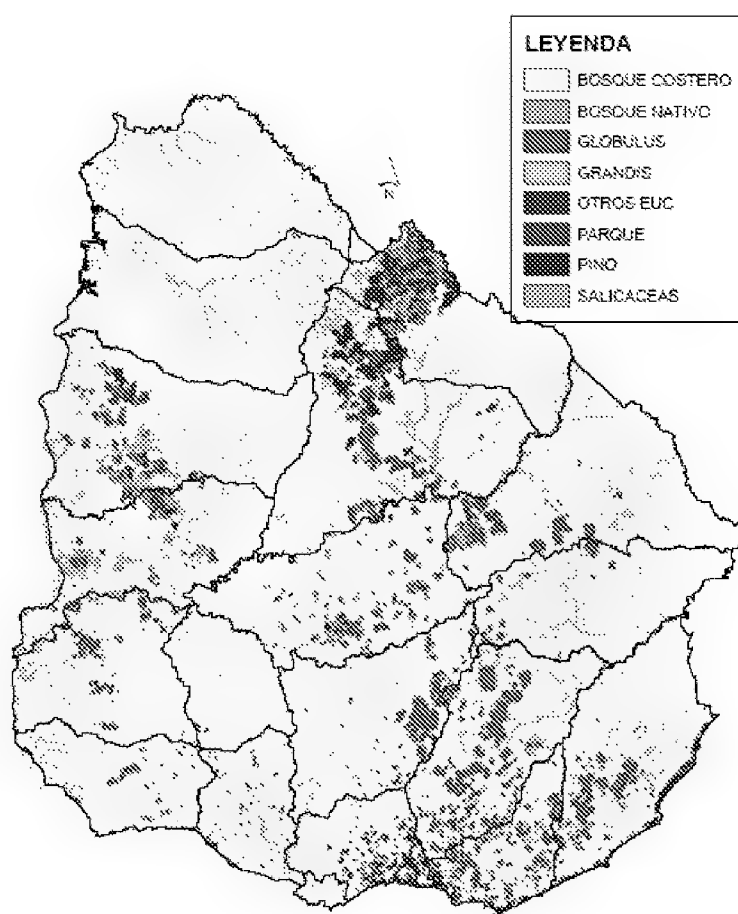 LEYENDA
BOSQUE COSTERO
BOSQUE NATIVO
GLOBULUS
GRANDIS
OTROS EUC
PARQUE
PINO
SALICACEAS